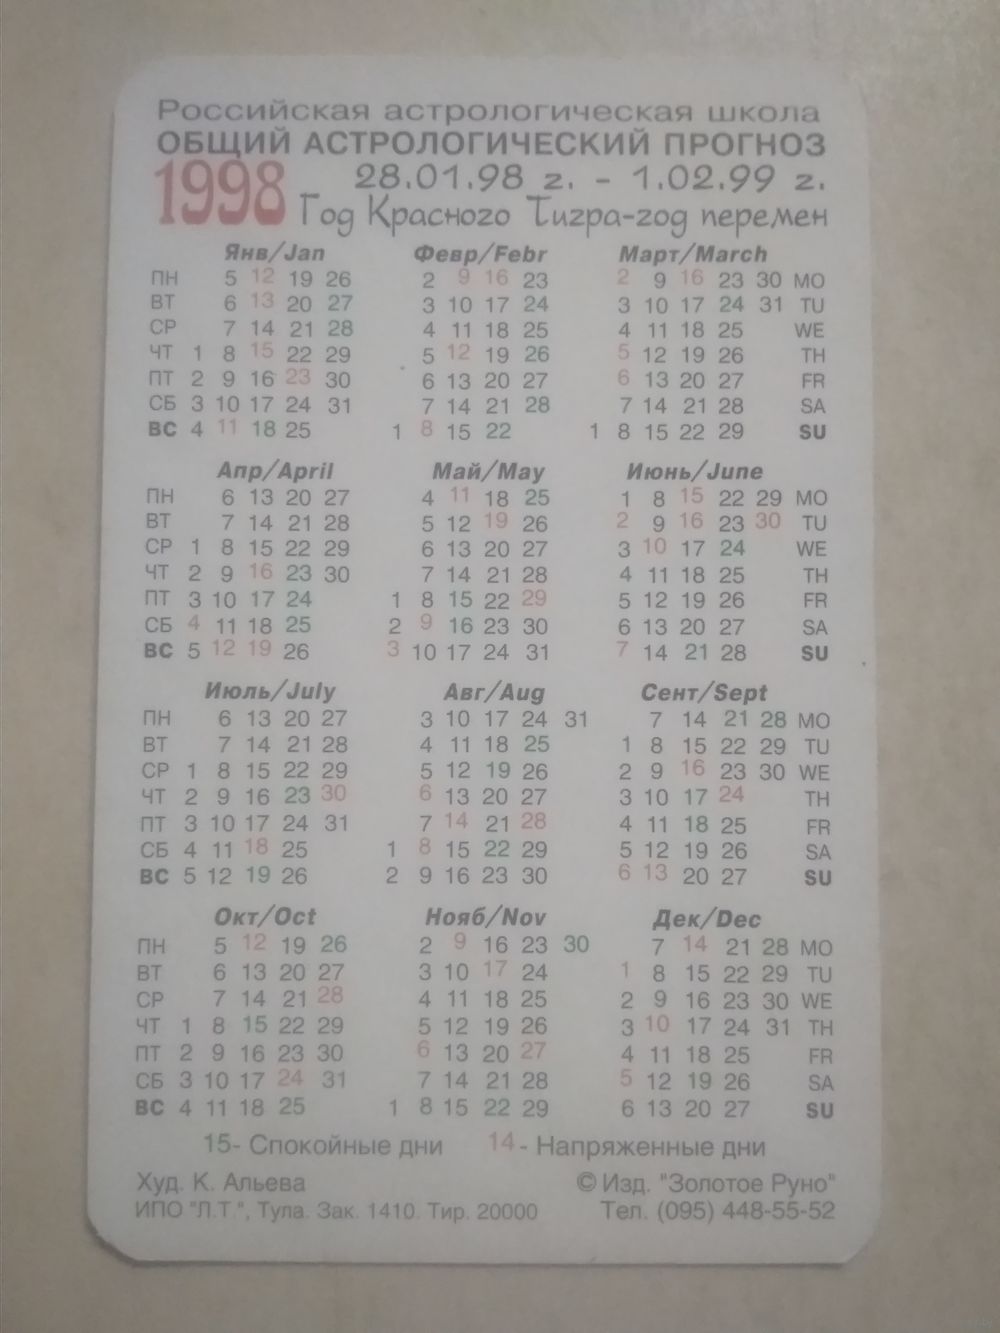 Российская астрологическая школа
ОБЩИЙ АСТРОЛОГИЧЕСКИЙ ПРОГНОЗ
1998 28.01.98 г. - 1.02.99 г.
Год Красного Тигра-год перемен
Янв/Jan Февр/Febr Март/March
ПН 5 12 19 26 2 9 16 23 2 9 16 23 30 MO
ВТ 6 13 20 27 3 10 17 24 3 10 17 24 31 TU
СР 7 14 21 28 4 11 18 25 4 11 18 25 WE
ЧТ 1 8 15 22 29 5 12 19 26 5 12 19 26 TH
ПТ 2 9 16 23 30 6 13 20 27 6 13 20 27 FR
СБ 3 10 17 24 31 7 14 21 28 7 14 21 28 SA
ВС 4 11 18 25 1 8 15 22 1 8 15 22 29 SU
Апр/April Май/May Июнь/June
ПН 6 13 20 27 4 11 18 25 1 8 15 22 29 MO
ВТ 7 14 21 28 5 12 19 26 2 9 16 23 30 TU
СР 1 8 15 22 29 6 13 20 27 3 10 17 24 WE
ЧТ 2 9 16 23 30 7 14 21 28 4 11 18 25 TH
ПТ 3 10 17 24 1 8 15 22 29 5 12 19 26 FR
СБ 4 11 18 25 2 9 16 23 30 6 13 20 27 SA
ВС 5 12 19 26 3 10 17 24 31 7 14 21 28 SU
Июль/July Авг/Aug Сент/Sept
ПН 6 13 20 27 3 10 17 24 31 7 14 21 28 MO
ВТ 7 14 21 28 4 11 18 25 1 8 15 22 29 TU
СР 1 8 15 22 29 5 12 19 26 2 9 16 23 30 WE
ЧТ 2 9 16 23 30 6 13 20 27 3 10 17 24 TH
ПТ 3 10 17 24 31 7 14 21 28 4 11 18 25 FR
СБ 4 11 18 25 1 8 15 22 29 5 12 19 26 SA
ВС 5 12 19 26 2 9 16 23 30 6 13 20 27 SU
Окт/Oct Нояб/Nov Дек/Dec
ПН 5 12 19 26 2 9 16 23 30 7 14 21 28 MO
ВТ 6 13 20 27 3 10 17 24 1 8 15 22 29 TU
СР 7 14 21 28 4 11 18 25 2 9 16 23 30 WE
ЧТ 1 8 15 22 29 5 12 19 26 3 10 17 24 31 TH
ПТ 2 9 16 23 30 6 13 20 27 4 11 18 25 FR
СБ 3 10 17 24 31 7 14 21 28 5 12 19 26 SA
ВС 4 11 18 25 1 8 15 22 29 6 13 20 27 SU
15- Спокойные дни 14- Напряженные дни
Худ. К. Альева © Изд. "Золотое Руно"
ИПО "Л.Т.", Тула. Зак. 1410. Тир. 20000 Тел. (095) 448-55-52